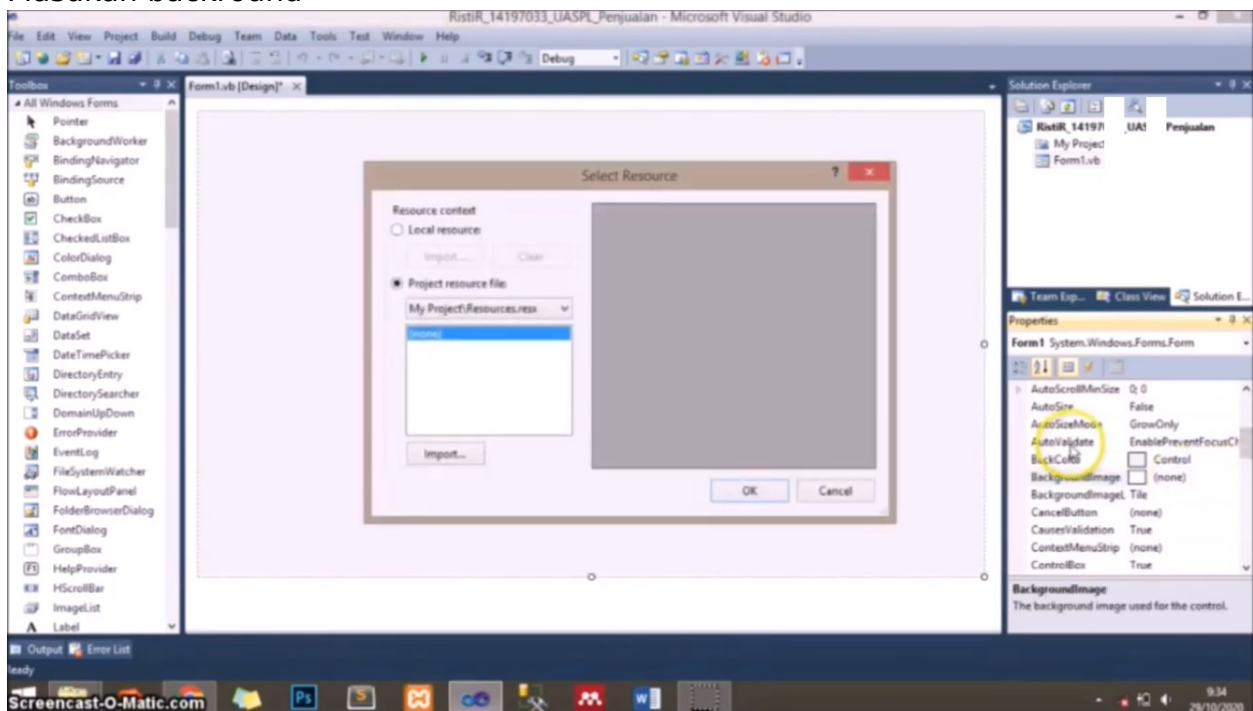 RistiR_14197033_UASPL_Penjualan - Microsoft Visual Studio
File Edit View Project Build Debug Team Data Tools Test Window Help
Debug
Toolbox
Form1.vb [Design]*
All Windows Forms
Pointer
BackgroundWorker
BindingNavigator
BindingSource
Button
CheckBox
CheckedListBox
ColorDialog
ComboBox
ContextMenuStrip
DataGridView
DataSet
DateTimePicker
DirectoryEntry
DirectorySearcher
DomainUpDown
ErrorProvider
EventLog
FileSystemWatcher
FlowLayoutPanel
FolderBrowserDialog
FontDialog
GroupBox
HelpProvider
HScrollBar
ImageList
Label
Select Resource
Resource context
Local resource:
Import...
Clear
Project resource file:
My Project\Resources.resx
(none)
Import...
OK
Cancel
Solution Explorer
RistiR_1419 _UAS Penjualan
My Project
Form1.vb
Team Exp...
Class View
Solution E...
Properties
Form1 System.Windows.Forms.Form
AutoScrollMinSize 0; 0
AutoSize False
AutoSizeMode GrowOnly
AutoValidate EnablePreventFocusCh
BackColor Control
BackgroundImage (none)
BackgroundImageL Tile
CancelButton (none)
CausesValidation True
ContextMenuStrip (none)
ControlBox True
BackgroundImage
The background image used for the control.
Output
Error List
Ready
Screencast-O-Matic.com
9:34
29/10/2020